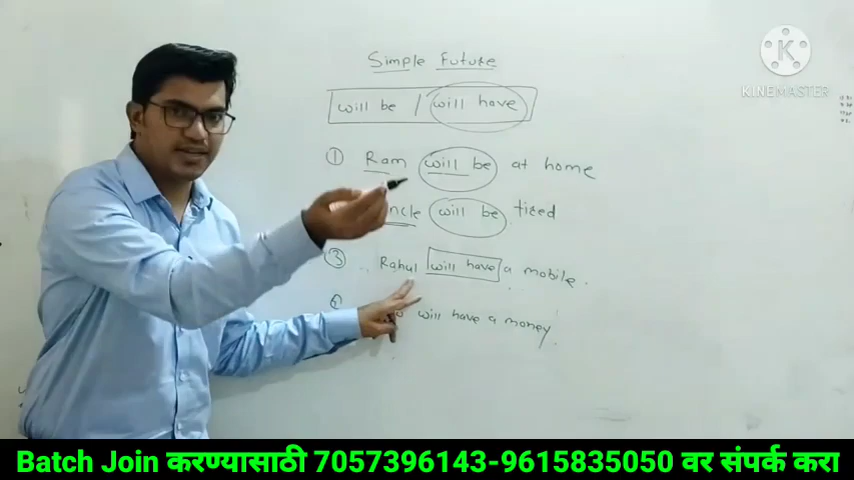 Simple Future
will be / will have
KINEMASTER
① Ram will be at home
ncle will be tired
③ Rahul will have a mobile.
will have a money.
Batch Join करण्यासाठी 7057396143-9615835050 वर संपर्क करा